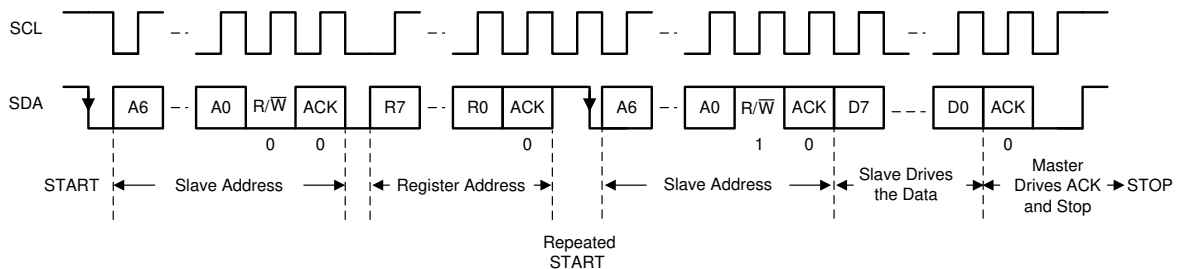 SCL
SDA
A6 A0 R/W̅ ACK R7 R0 ACK A6 A0 R/W̅ ACK D7 D0 ACK
0 0 0 1 0 0
START Slave Address Register Address Slave Address Slave Drives the Data Master Drives ACK and Stop STOP
Repeated START